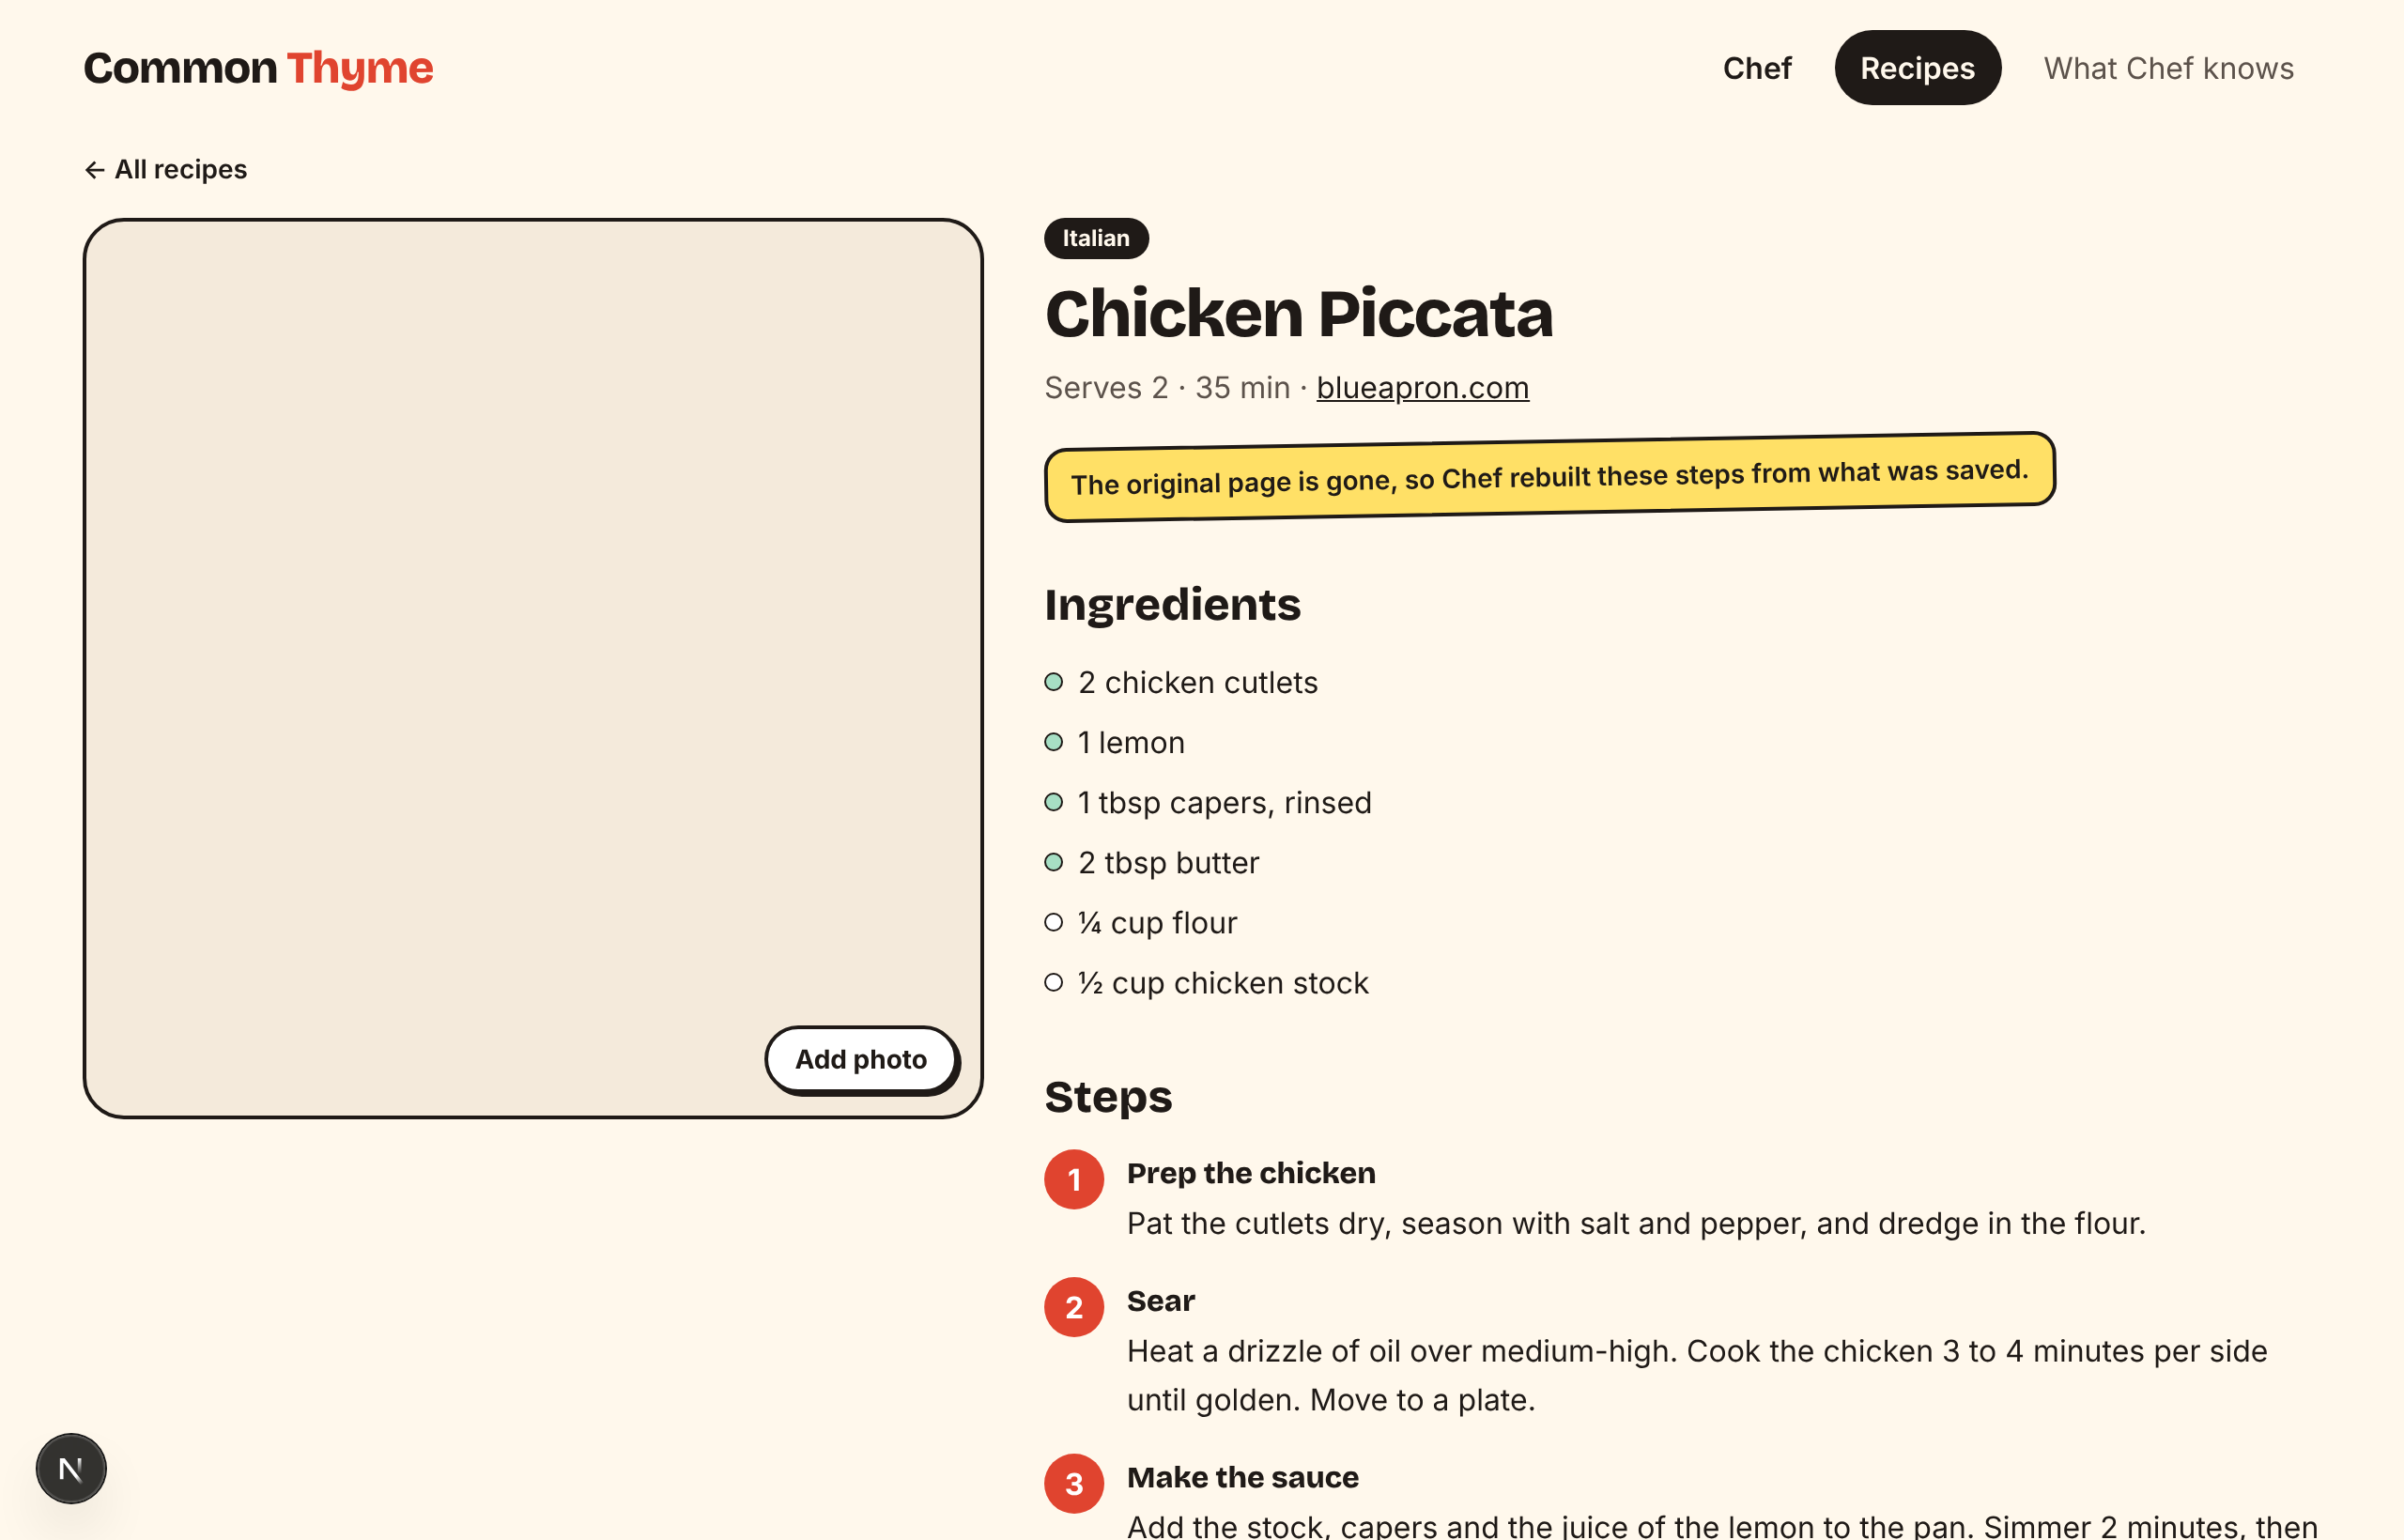 Common Thyme
Chef
Recipes
What Chef knows
← All recipes
Add photo
Italian
Chicken Piccata
Serves 2 · 35 min · blueapron.com
The original page is gone, so Chef rebuilt these steps from what was saved.
Ingredients
2 chicken cutlets
1 lemon
1 tbsp capers, rinsed
2 tbsp butter
¼ cup flour
½ cup chicken stock
Steps
1
Prep the chicken
Pat the cutlets dry, season with salt and pepper, and dredge in the flour.
2
Sear
Heat a drizzle of oil over medium-high. Cook the chicken 3 to 4 minutes per side
until golden. Move to a plate.
3
Make the sauce
Add the stock, capers and the juice of the lemon to the pan. Simmer 2 minutes, then
N